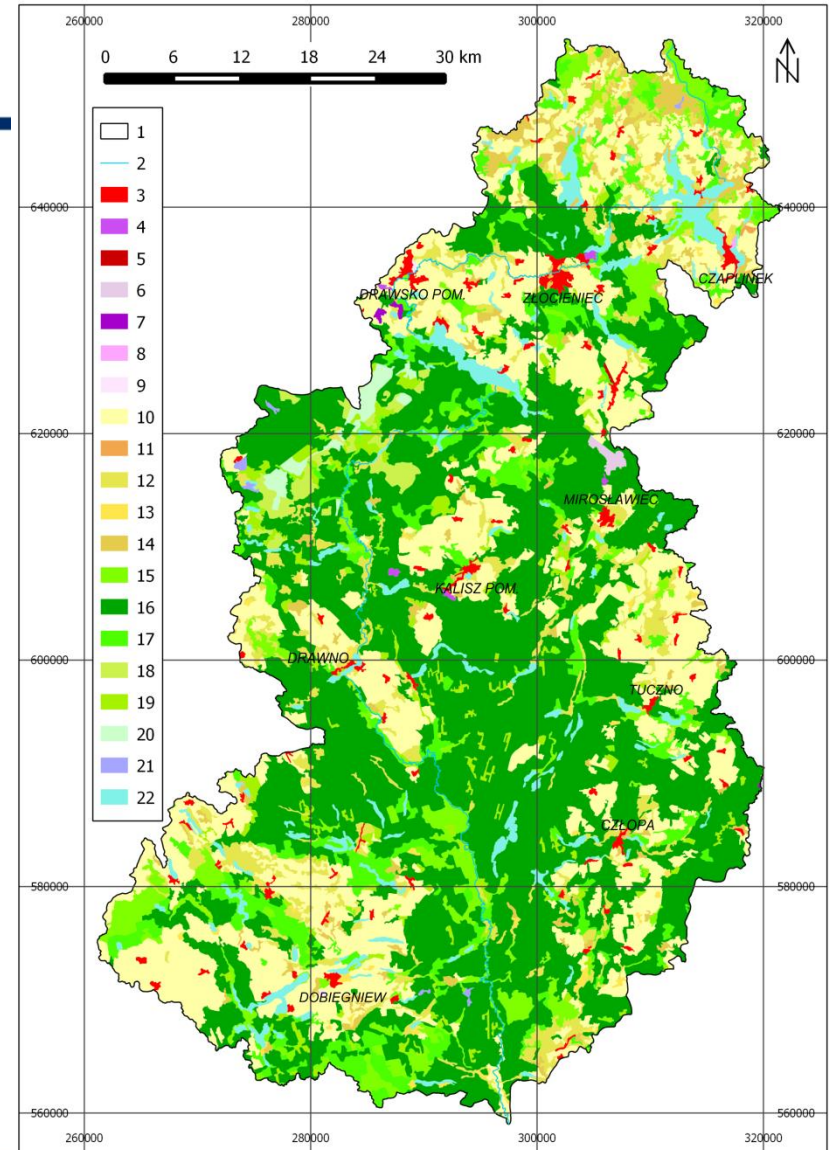 260000 280000 300000 320000
0 6 12 18 24 30 km
N
1
2
3
4
5
6
7
8
9
10
11
12
13
14
15
16
17
18
19
20
21
22
640000 640000
CZAPLINEK
DRAWSKO POM.
ZŁOCIENIEC
620000 620000
MIROSŁAWIEC
KALISZ POM.
DRAWNO
600000 600000
TUCZNO
CZŁOPA
580000 580000
DOBIEGNIEW
560000 560000
260000 280000 300000 320000